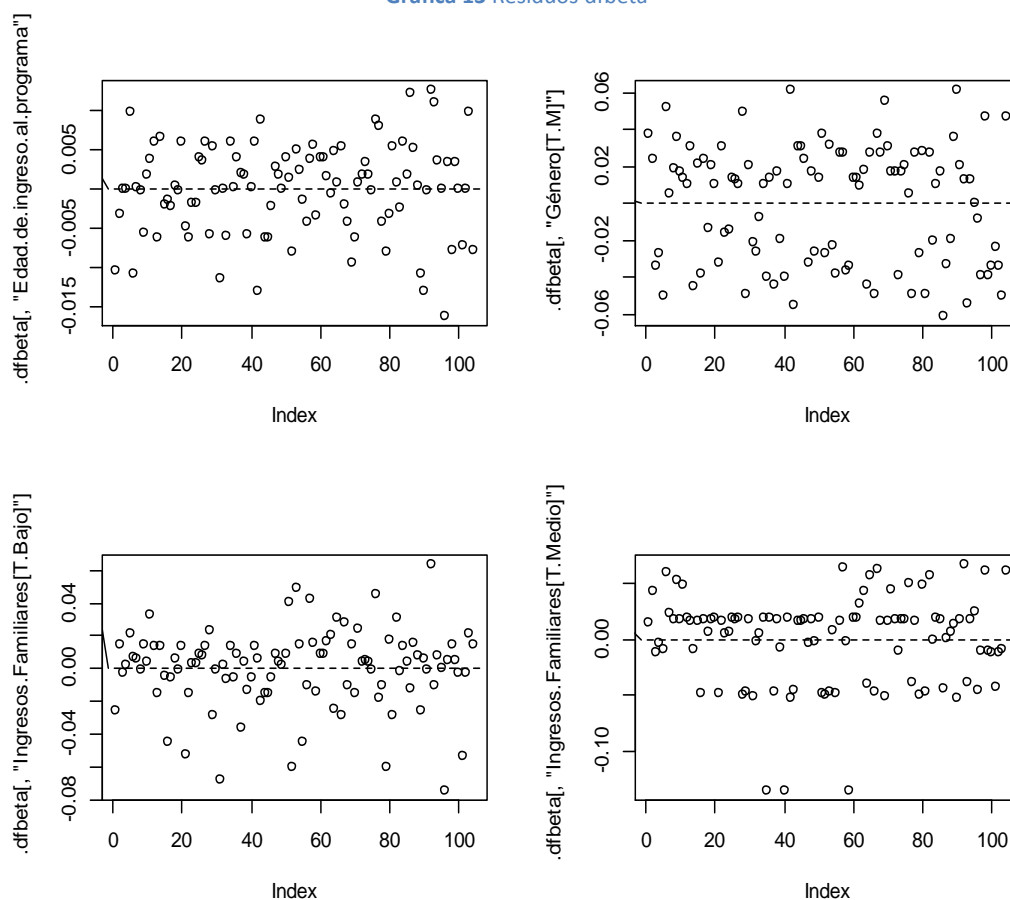 Gráfica 15 Residuos dfbeta
.dfbeta[, "Edad.de.ingreso.al.programa"]
0.005
-0.005
-0.015
0 20 40 60 80 100
Index
.dfbeta[, "Género[T.M]"]
0.06
0.02
-0.02
-0.06
0 20 40 60 80 100
Index
.dfbeta[, "Ingresos.Familiares[T.Bajo]"]
0.04
0.00
-0.04
-0.08
0 20 40 60 80 100
Index
.dfbeta[, "Ingresos.Familiares[T.Medio]"]
0.00
-0.10
0 20 40 60 80 100
Index